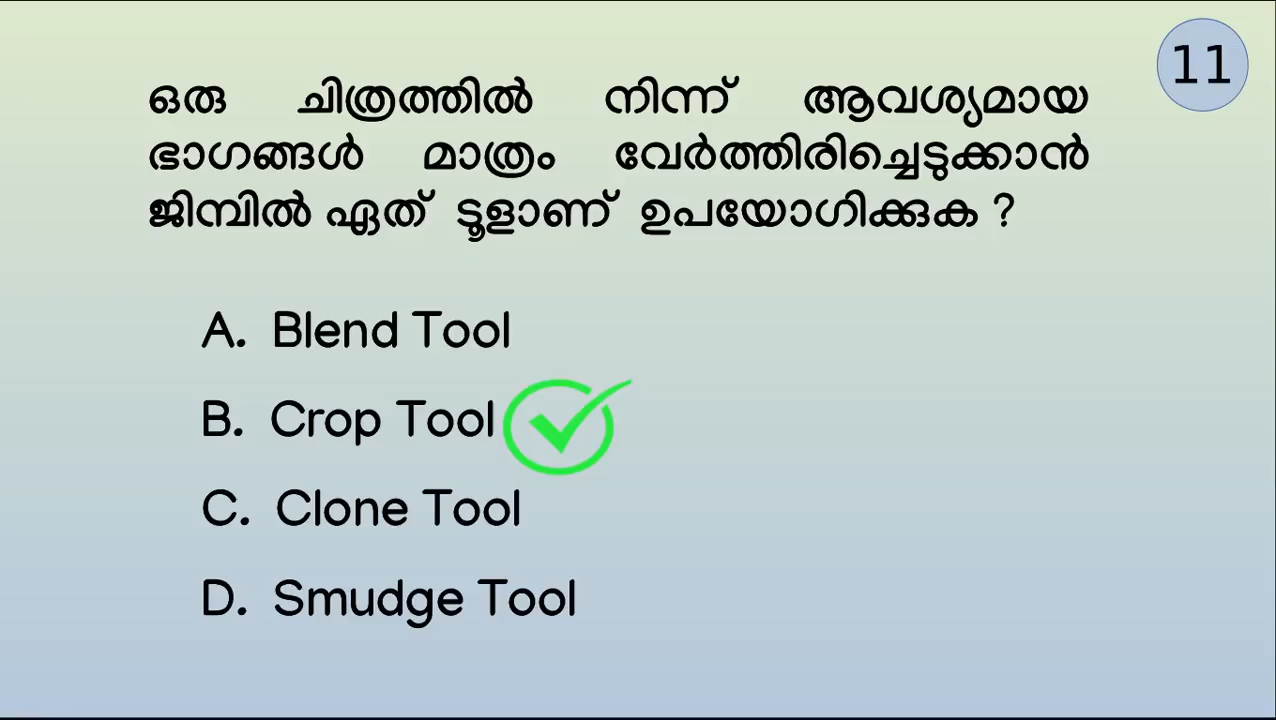 11
ഒരു ചിത്രത്തിൽ നിന്ന് ആവശ്യമായ
ഭാഗങ്ങൾ മാത്രം വേർത്തിരിച്ചെടുക്കാൻ
ജിമ്പിൽ ഏത് ടൂളാണ് ഉപയോഗിക്കുക ?
A. Blend Tool
B. Crop Tool
C. Clone Tool
D. Smudge Tool